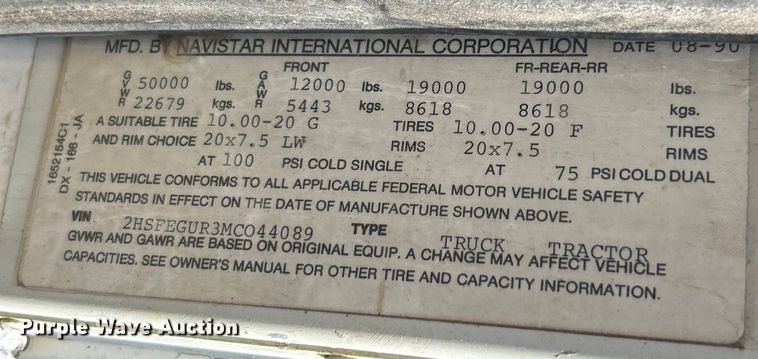 MFD. BY NAVISTAR INTERNATIONAL CORPORATION DATE 08-90
FRONT FR-REAR-RR
GVWR 50000 lbs. GAWR 12000 lbs. 19000 19000 lbs.
22679 kgs. 5443 kgs. 8618 8618 kgs.
A SUITABLE TIRE 10.00-20 G TIRES 10.00-20 F TIRES
AND RIM CHOICE 20x7.5 LW RIMS 20x7.5 RIMS
AT 100 PSI COLD SINGLE AT 75 PSI COLD DUAL
THIS VEHICLE CONFORMS TO ALL APPLICABLE FEDERAL MOTOR VEHICLE SAFETY
STANDARDS IN EFFECT ON THE DATE OF MANUFACTURE SHOWN ABOVE.
VIN 2HSFEGUR3MC044089 TYPE TRUCK TRACTOR
GVWR AND GAWR ARE BASED ON ORIGINAL EQUIP. A CHANGE MAY AFFECT VEHICLE
CAPACITIES. SEE OWNER'S MANUAL FOR OTHER TIRE AND CAPACITY INFORMATION.
1652154C1
DX - 166 - JA
Purple Wave Auction